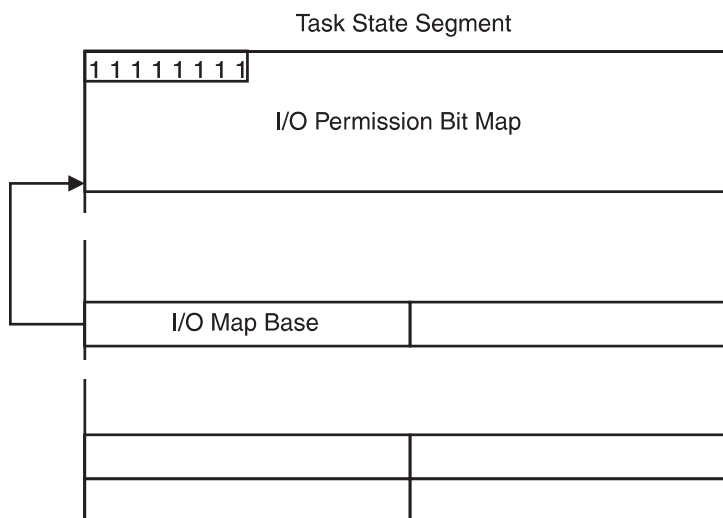 Task State Segment
1 1 1 1 1 1 1 1
I/O Permission Bit Map
I/O Map Base